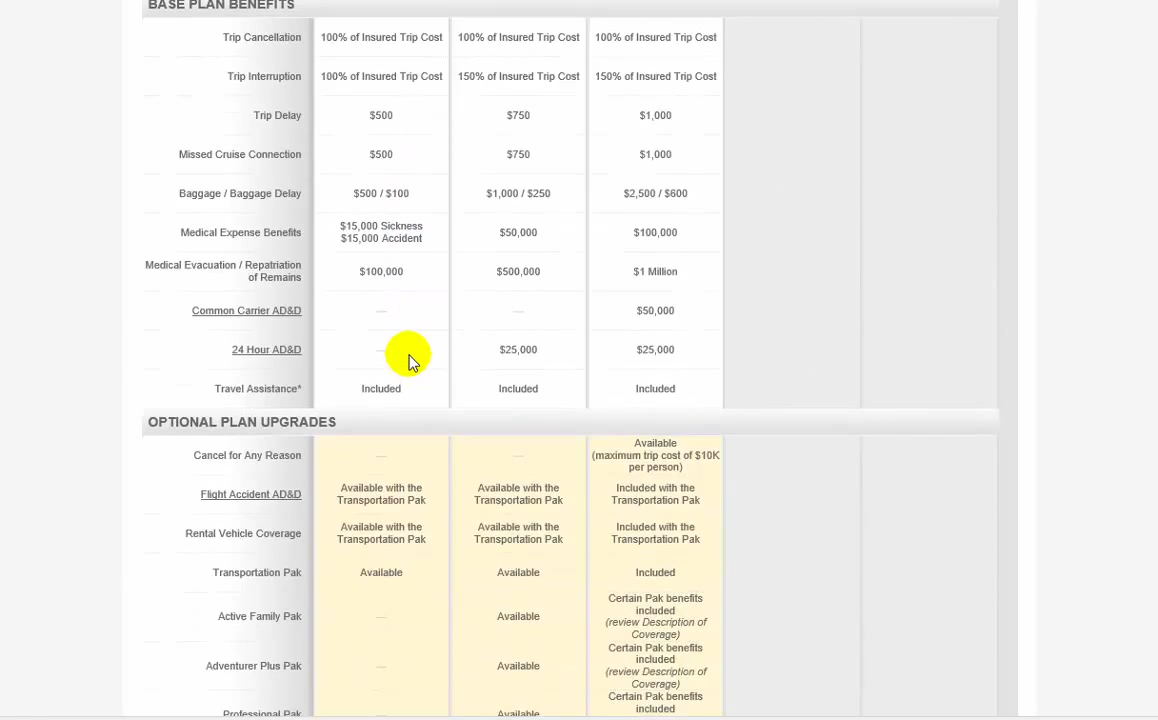 BASE PLAN BENEFITS
Trip Cancellation 100% of Insured Trip Cost 100% of Insured Trip Cost 100% of Insured Trip Cost
Trip Interruption 100% of Insured Trip Cost 150% of Insured Trip Cost 150% of Insured Trip Cost
Trip Delay $500 $750 $1,000
Missed Cruise Connection $500 $750 $1,000
Baggage / Baggage Delay $500 / $100 $1,000 / $250 $2,500 / $600
Medical Expense Benefits $15,000 Sickness $50,000 $100,000
$15,000 Accident
Medical Evacuation / Repatriation $100,000 $500,000 $1 Million
of Remains
Common Carrier AD&D — — $50,000
24 Hour AD&D — $25,000 $25,000
Travel Assistance* Included Included Included
OPTIONAL PLAN UPGRADES
Cancel for Any Reason — — Available
(maximum trip cost of $10K
per person)
Flight Accident AD&D Available with the Available with the Included with the
Transportation Pak Transportation Pak Transportation Pak
Rental Vehicle Coverage Available with the Available with the Included with the
Transportation Pak Transportation Pak Transportation Pak
Transportation Pak Available Available Included
Active Family Pak — Available Certain Pak benefits
included
(review Description of
Coverage)
Adventurer Plus Pak — Available Certain Pak benefits
included
(review Description of
Coverage)
Professional Pak — Available Certain Pak benefits
included